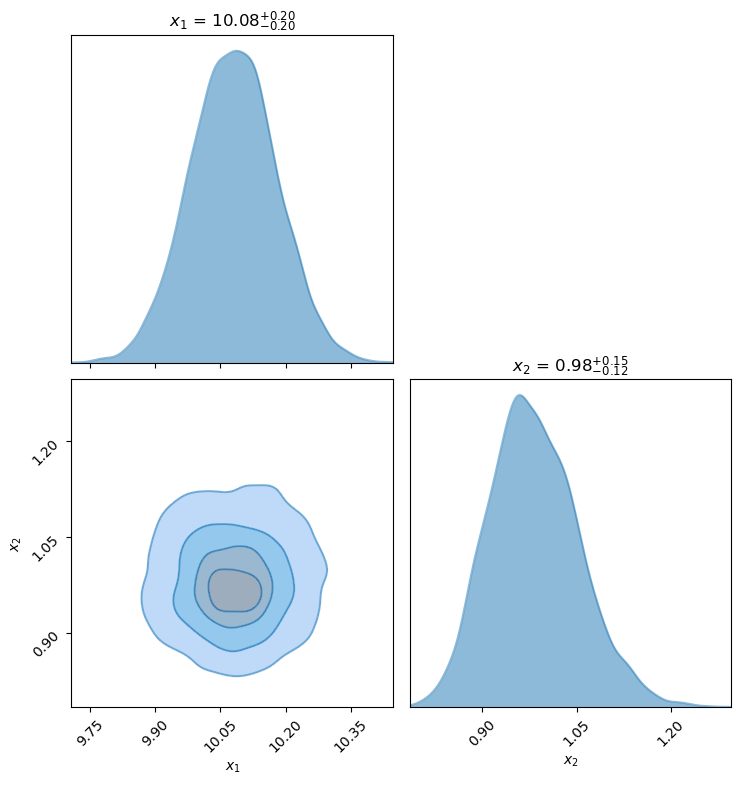 x₁ = 10.08⁺⁰·²⁰₋₀.₂₀
x₂ = 0.98⁺⁰·¹⁵₋₀.₁₂
1.20
1.05
0.90
x₂
9.75 9.90 10.05 10.20 10.35
x₁
0.90 1.05 1.20
x₂